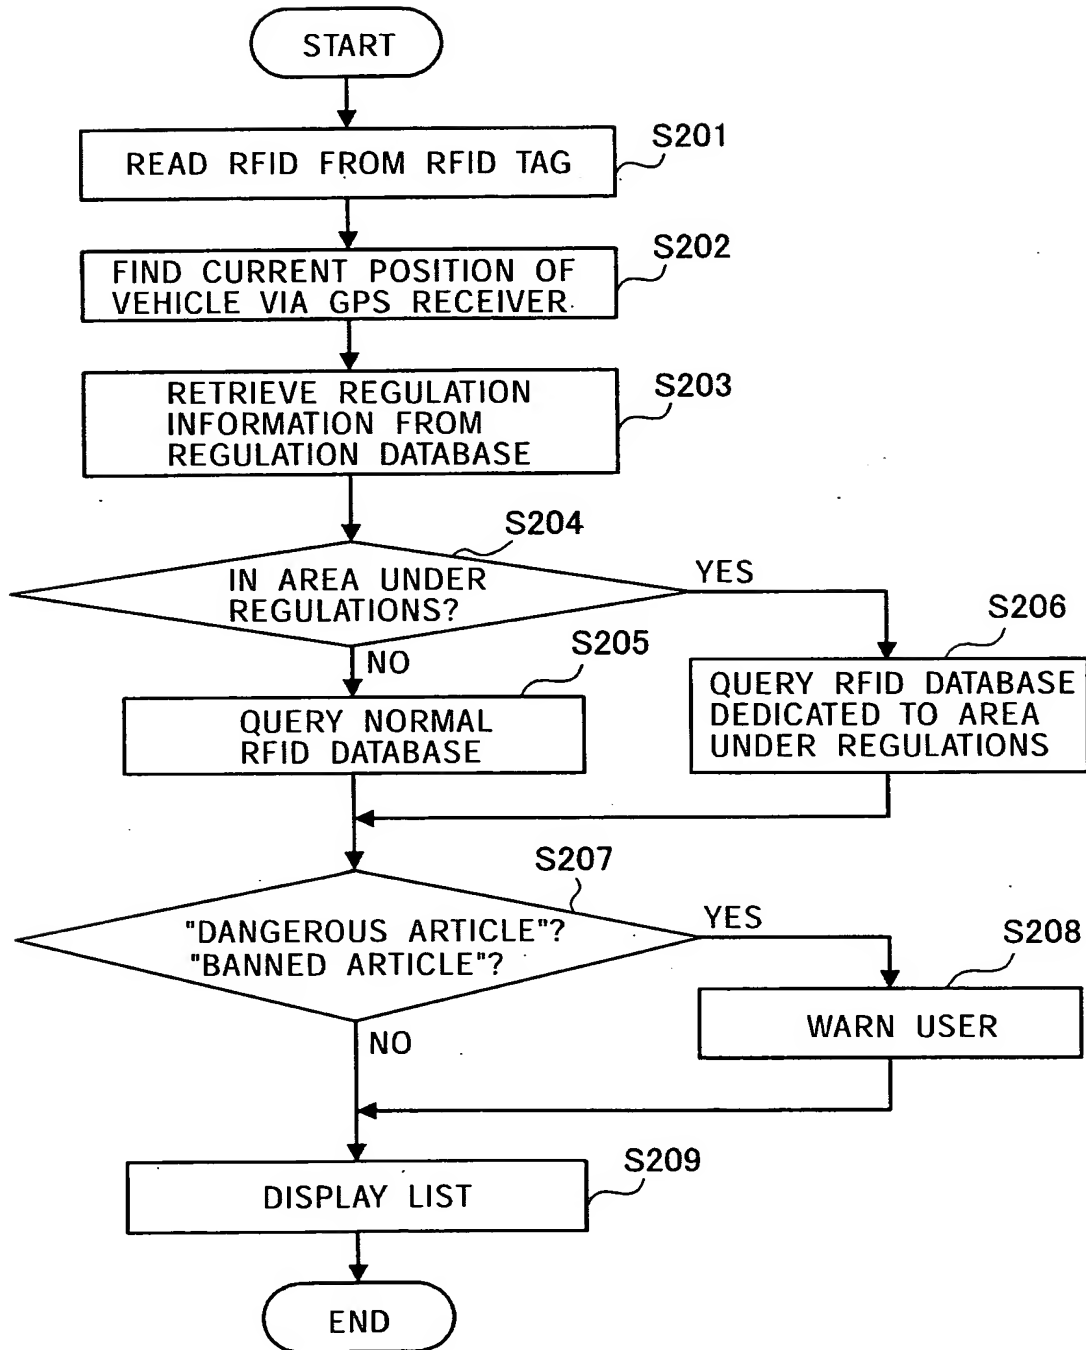 START
S201
READ RFID FROM RFID TAG
S202
FIND CURRENT POSITION OF
VEHICLE VIA GPS RECEIVER
S203
RETRIEVE REGULATION
INFORMATION FROM
REGULATION DATABASE
S204
IN AREA UNDER
REGULATIONS?
YES
NO
S205
QUERY NORMAL
RFID DATABASE
S206
QUERY RFID DATABASE
DEDICATED TO AREA
UNDER REGULATIONS
S207
"DANGEROUS ARTICLE"?
"BANNED ARTICLE"?
YES
S208
WARN USER
NO
S209
DISPLAY LIST
END